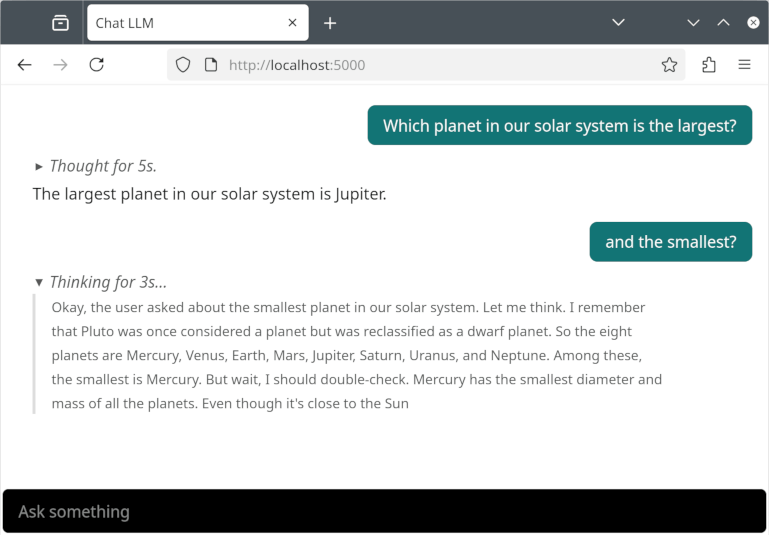 Chat LLM
http://localhost:5000
Which planet in our solar system is the largest?
Thought for 5s.
The largest planet in our solar system is Jupiter.
and the smallest?
Thinking for 3s...
Okay, the user asked about the smallest planet in our solar system. Let me think. I remember
that Pluto was once considered a planet but was reclassified as a dwarf planet. So the eight
planets are Mercury, Venus, Earth, Mars, Jupiter, Saturn, Uranus, and Neptune. Among these,
the smallest is Mercury. But wait, I should double-check. Mercury has the smallest diameter and
mass of all the planets. Even though it's close to the Sun
Ask something